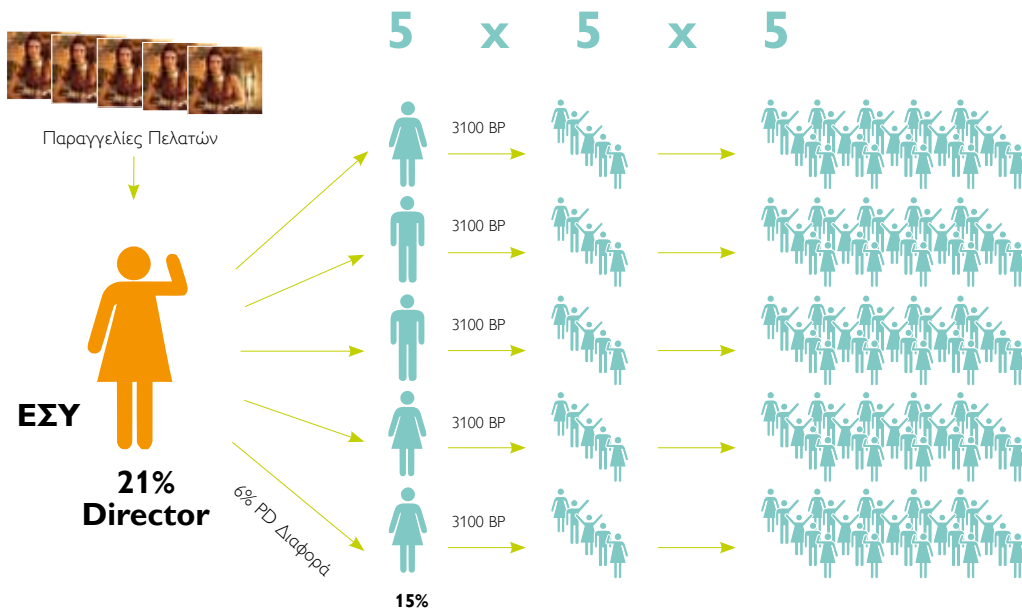 5 x 5 x 5
Παραγγελίες Πελατών
3100 BP
3100 BP
3100 BP
3100 BP
3100 BP
ΕΣΥ
21%
Director
6% PD Διαφορά
15%